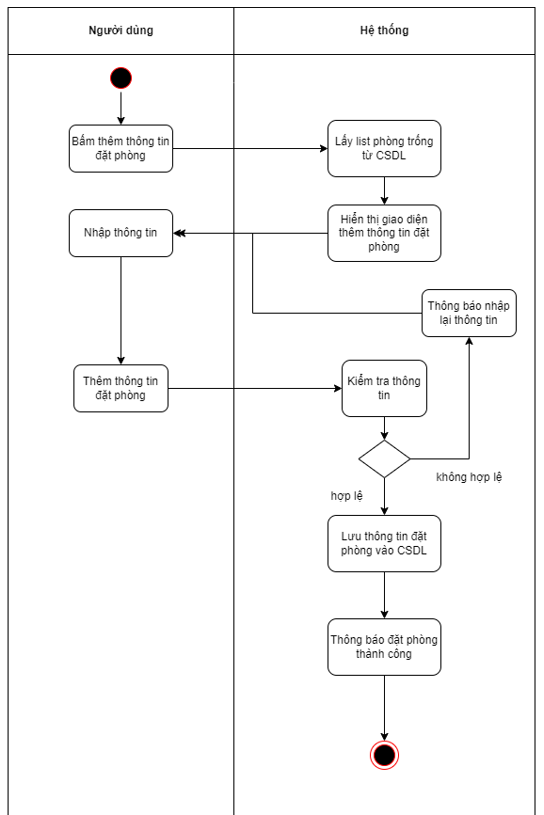 Người dùng
Hệ thống
Bấm thêm thông tin
đặt phòng
Lấy list phòng trống
từ CSDL
Hiển thị giao diện
thêm thông tin đặt
phòng
Nhập thông tin
Thông báo nhập
lại thông tin
Thêm thông tin
đặt phòng
Kiểm tra thông
tin
không hợp lệ
hợp lệ
Lưu thông tin đặt
phòng vào CSDL
Thông báo đặt phòng
thành công